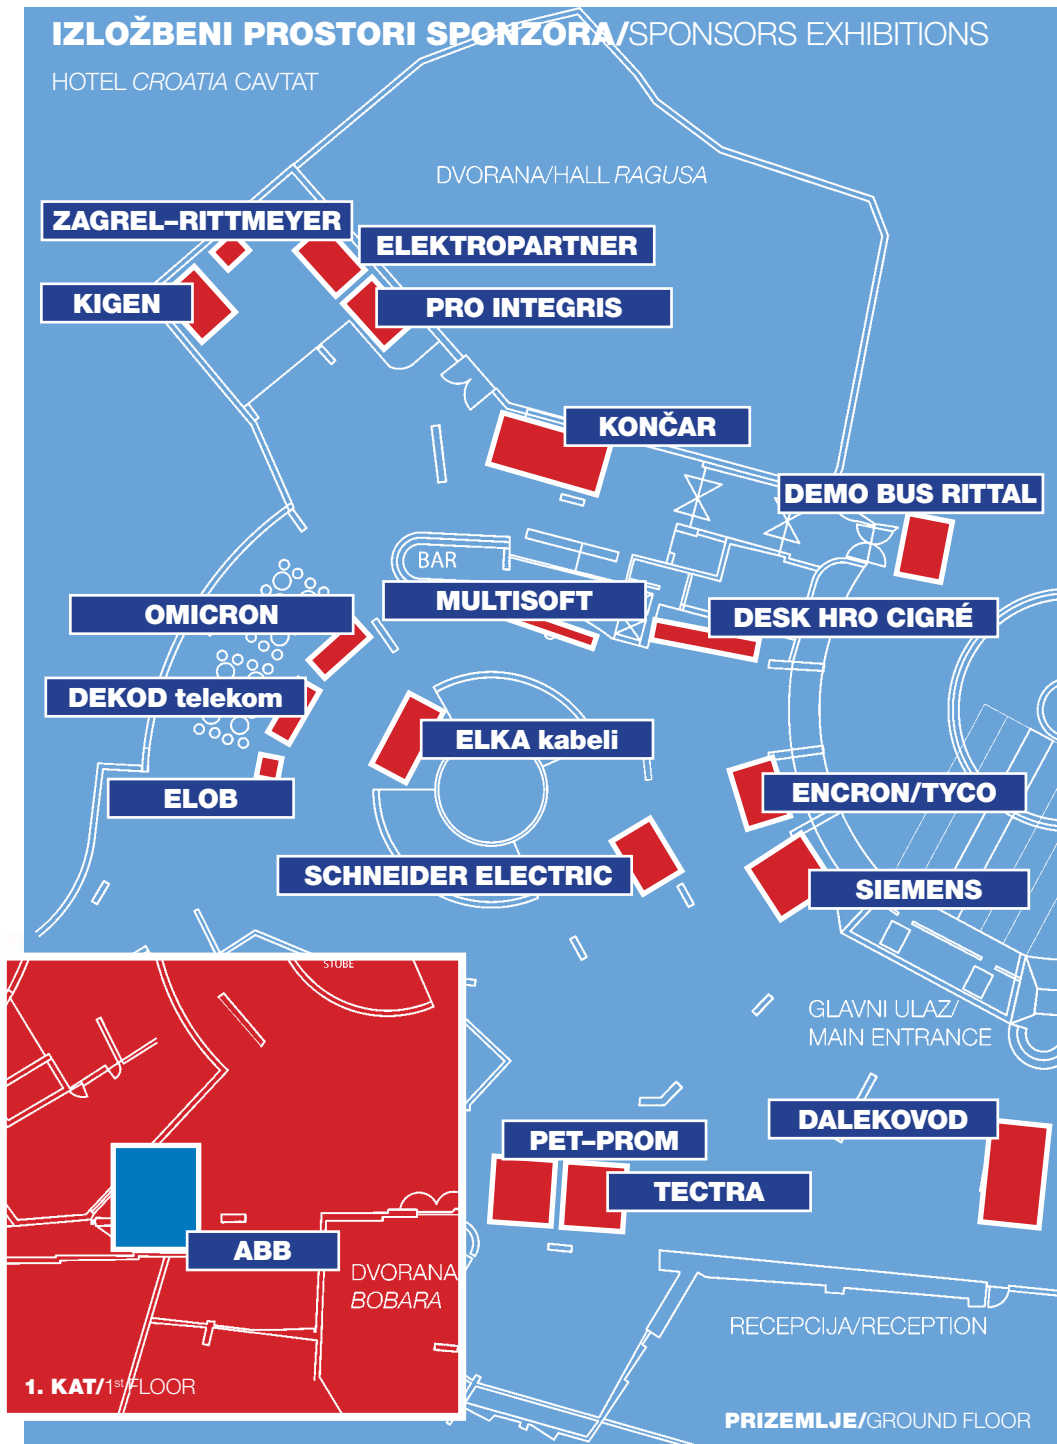 IZLOŽBENI PROSTORI SPONZORA/SPONSORS EXHIBITIONS
HOTEL CROATIA CAVTAT
DVORANA/HALL RAGUSA
ZAGREL–RITTMEYER
ELEKTROPARTNER
KIGEN
PRO INTEGRIS
KONČAR
DEMO BUS RITTAL
BAR
MULTISOFT
OMICRON
DESK HRO CIGRÉ
DEKOD telekom
ELKA kabeli
ELOB
ENCRON/TYCO
SCHNEIDER ELECTRIC
SIEMENS
STUBE
GLAVNI ULAZ/
MAIN ENTRANCE
DALEKOVOD
PET–PROM
TECTRA
ABB
DVORANA
BOBARA
RECEPCIJA/RECEPTION
1. KAT/1st FLOOR
PRIZEMLJE/GROUND FLOOR